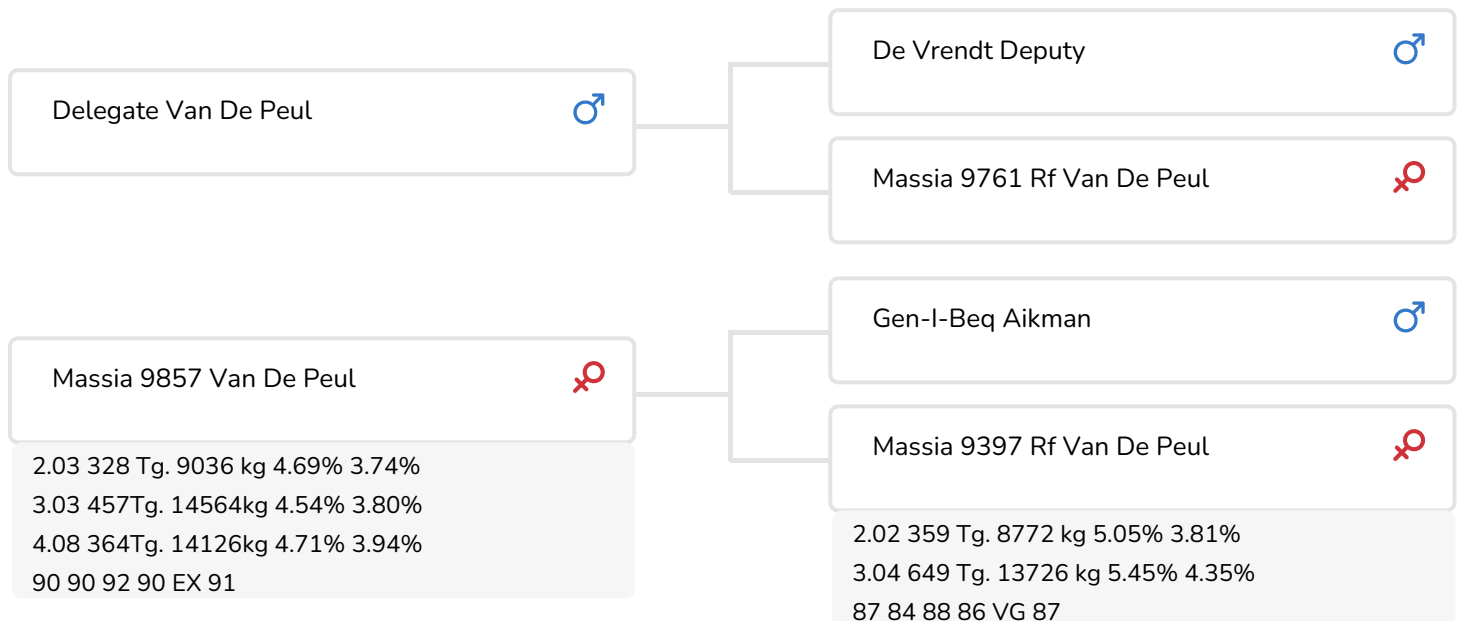 De Vrendt Deputy
Delegate Van De Peul
Massia 9761 Rf Van De Peul
Gen-I-Beq Aikman
Massia 9857 Van De Peul
2.03 328 Tg. 9036 kg 4.69% 3.74%
3.03 457Tg. 14564kg 4.54% 3.80%
4.08 364Tg. 14126kg 4.71% 3.94%
90 90 92 90 EX 91
Massia 9397 Rf Van De Peul
2.02 359 Tg. 8772 kg 5.05% 3.81%
3.04 649 Tg. 13726 kg 5.45% 4.35%
87 84 88 86 VG 87